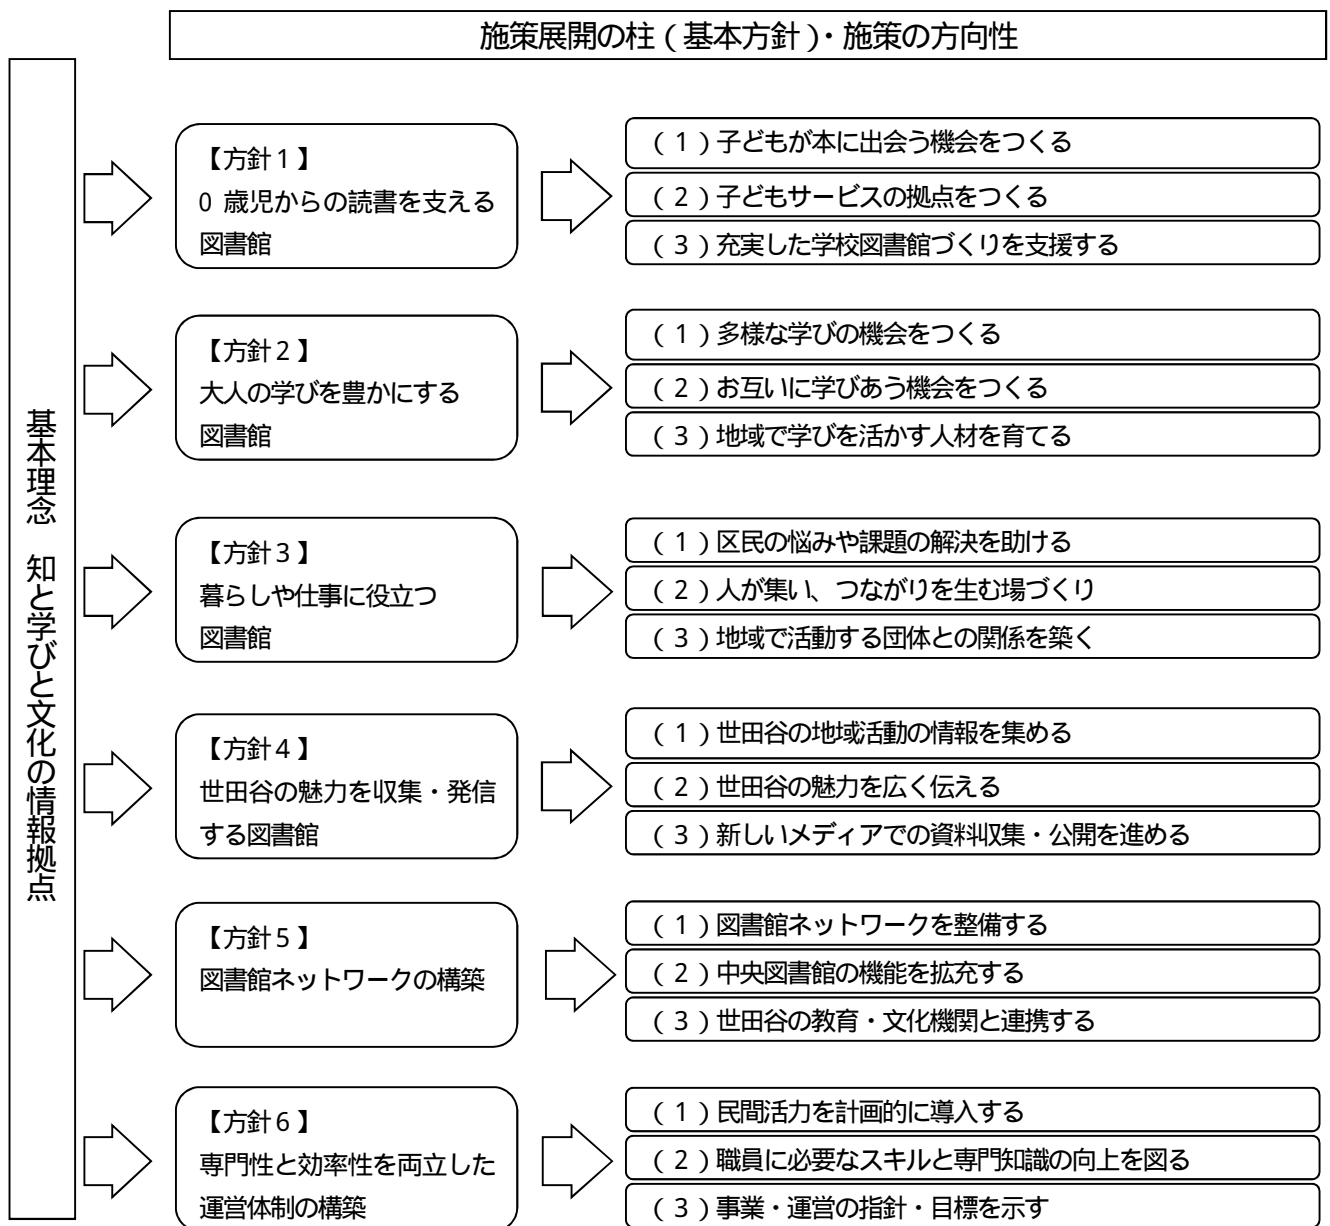 施策展開の柱(基本方針)・施策の方向性
基本理念　知と学びと文化の情報拠点
【方針1】
0 歳児からの読書を支える
図書館
(1)子どもが本に出会う機会をつくる
(2)子どもサービスの拠点をつくる
(3)充実した学校図書館づくりを支援する
【方針2】
大人の学びを豊かにする
図書館
(1)多様な学びの機会をつくる
(2)お互いに学びあう機会をつくる
(3)地域で学びを活かす人材を育てる
【方針3】
暮らしや仕事に役立つ
図書館
(1)区民の悩みや課題の解決を助ける
(2)人が集い、つながりを生む場づくり
(3)地域で活動する団体との関係を築く
【方針4】
世田谷の魅力を収集・発信
する図書館
(1)世田谷の地域活動の情報を集める
(2)世田谷の魅力を広く伝える
(3)新しいメディアでの資料収集・公開を進める
【方針5】
図書館ネットワークの構築
(1)図書館ネットワークを整備する
(2)中央図書館の機能を拡充する
(3)世田谷の教育・文化機関と連携する
【方針6】
専門性と効率性を両立した
運営体制の構築
(1)民間活力を計画的に導入する
(2)職員に必要なスキルと専門知識の向上を図る
(3)事業・運営の指針・目標を示す